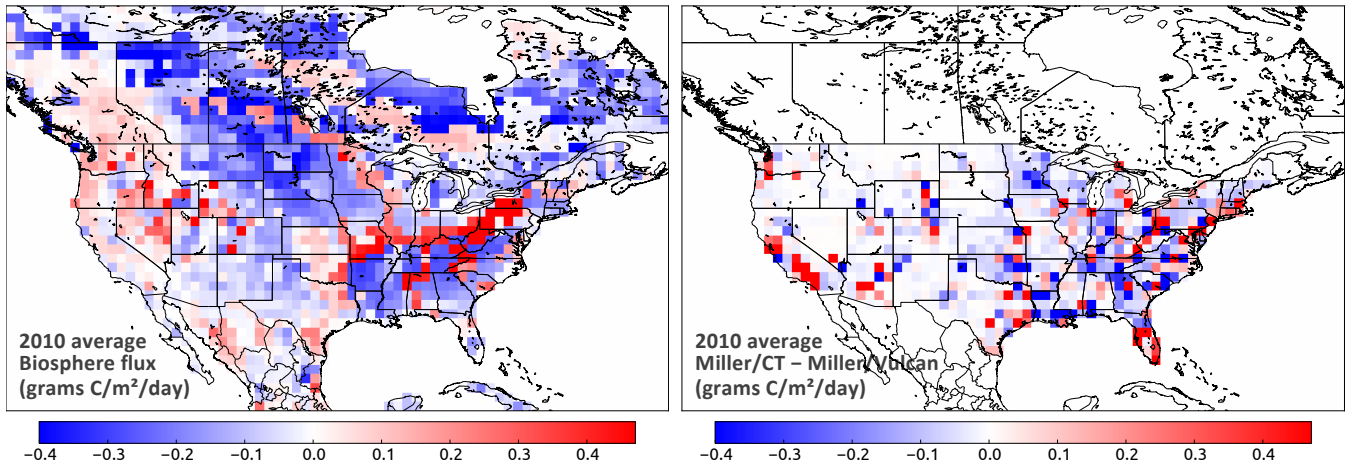 2010 average
Biosphere flux
(grams C/m²/day)
−0.4 −0.3 −0.2 −0.1 0.0 0.1 0.2 0.3 0.4
2010 average
Miller/CT − Miller/Vulcan
(grams C/m²/day)
−0.4 −0.3 −0.2 −0.1 0.0 0.1 0.2 0.3 0.4